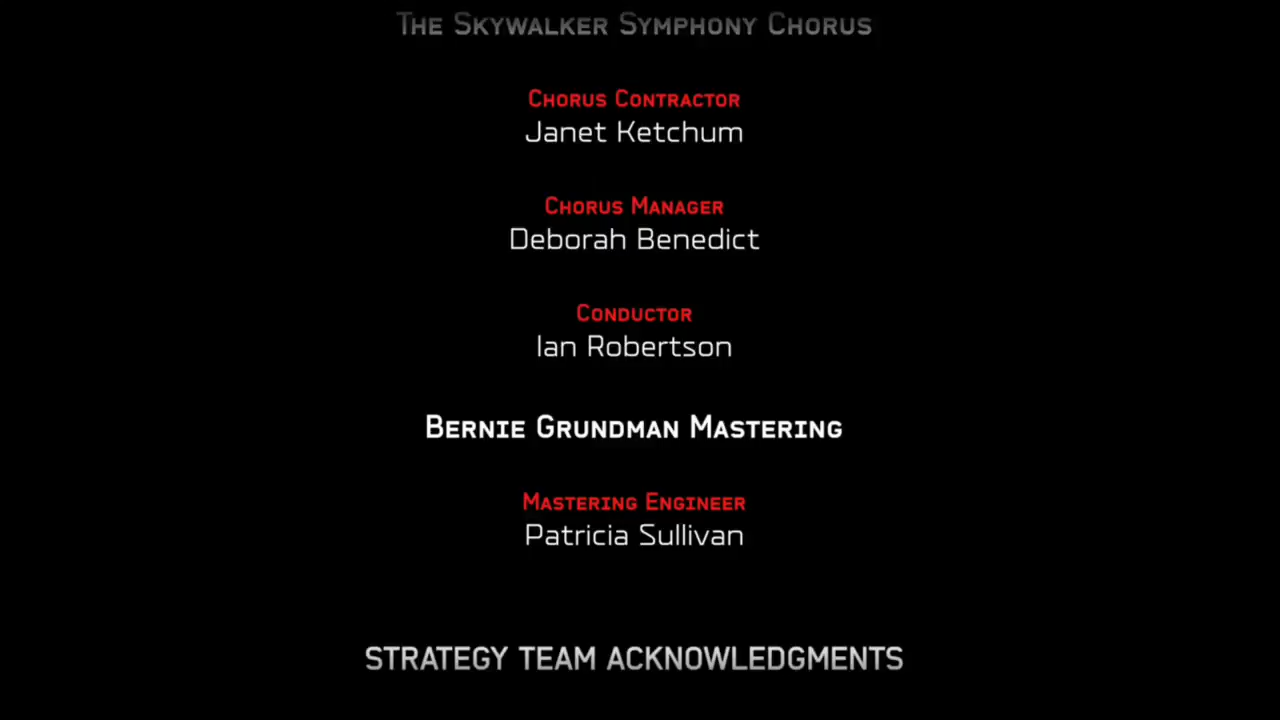 The Skywalker Symphony Chorus
Chorus Contractor
Janet Ketchum
Chorus Manager
Deborah Benedict
Conductor
Ian Robertson
Bernie Grundman Mastering
Mastering Engineer
Patricia Sullivan
STRATEGY TEAM ACKNOWLEDGMENTS